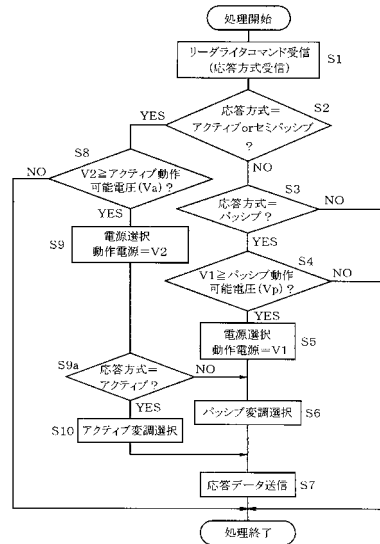 処理開始
リーダライタコマンド受信
(応答方式受信)
S1
応答方式=
アクティブorセミパッシブ
?
S2
YES
NO
S8
V2≧アクティブ動作
可能電圧(Va)?
NO
YES
S3
応答方式=
パッシブ?
NO
YES
S9
電源選択
動作電源=V2
S4
V1≧パッシブ動作
可能電圧(Vp)?
NO
YES
電源選択
動作電源=V1
S5
S9a
応答方式=
アクティブ?
NO
YES
パッシブ変調選択
S6
S10
アクティブ変調選択
応答データ送信
S7
処理終了